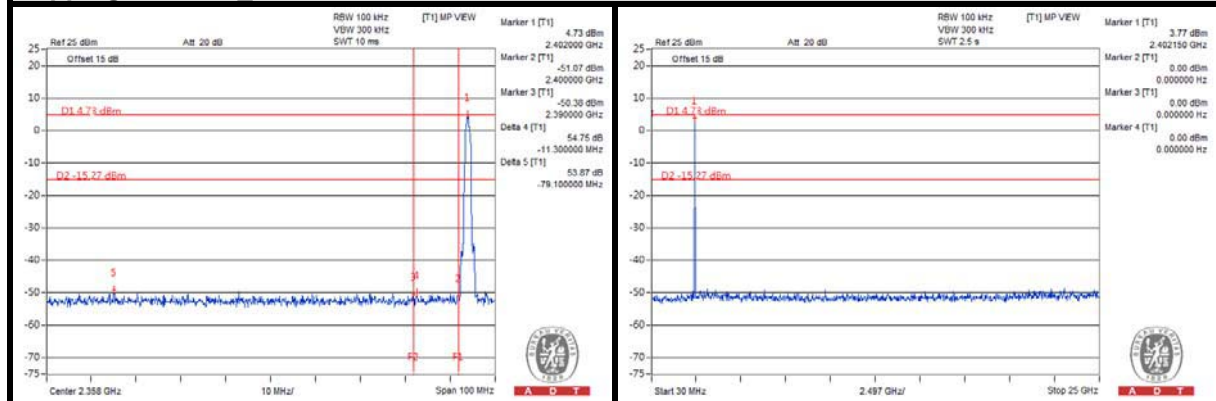 RBW 100 kHz [T1] MP VIEW
VBW 300 kHz
Ref 25 dBm Att 20 dB SWT 10 ms
Offset 15 dB
Marker 1 [T1]
4.73 dBm
2.402000 GHz
Marker 2 [T1]
-51.07 dBm
2.400000 GHz
Marker 3 [T1]
-50.38 dBm
2.390000 GHz
Delta 4 [T1]
54.75 dB
-11.300000 MHz
Delta 5 [T1]
53.87 dB
-79.100000 MHz
25
20
10
0
-10
-20
-30
-40
-50
-60
-70
-75
D1 4.73 dBm
D2 -15.27 dBm
1
5
3 4
2
F2 F1
Center 2.358 GHz 10 MHz/ Span 100 MHz
BUREAU VERITAS
1828
A D T
RBW 100 kHz [T1] MP VIEW
VBW 300 kHz
Ref 25 dBm Att 20 dB SWT 2.5 s
Offset 15 dB
Marker 1 [T1]
3.77 dBm
2.402150 GHz
Marker 2 [T1]
0.00 dBm
0.000000 Hz
Marker 3 [T1]
0.00 dBm
0.000000 Hz
Marker 4 [T1]
0.00 dBm
0.000000 Hz
25
20
10
0
-10
-20
-30
-40
-50
-60
-70
-75
D1 4.73 dBm
D2 -15.27 dBm
Start 30 MHz 2.497 GHz/ Stop 25 GHz
BUREAU VERITAS
1828
A D T